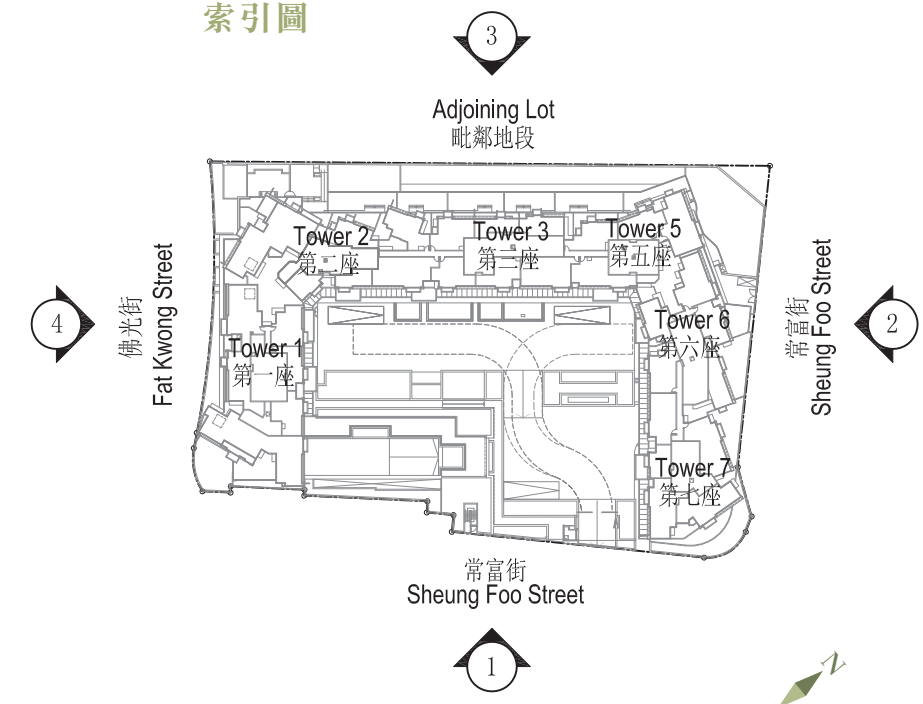 索引圖
3
Adjoining Lot
毗鄰地段
Tower 2
第二座
Tower 3
第三座
Tower 5
第五座
4
佛光街
Fat Kwong Street
Tower 1
第一座
Tower 6
第六座
常富街
Sheung Foo Street
2
Tower 7
第七座
常富街
Sheung Foo Street
1
N